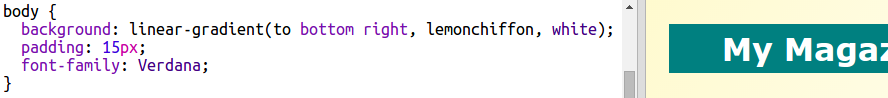 body {
  background: linear-gradient(to bottom right, lemonchiffon, white);
  padding: 15px;
  font-family: Verdana;
}
My Magaz